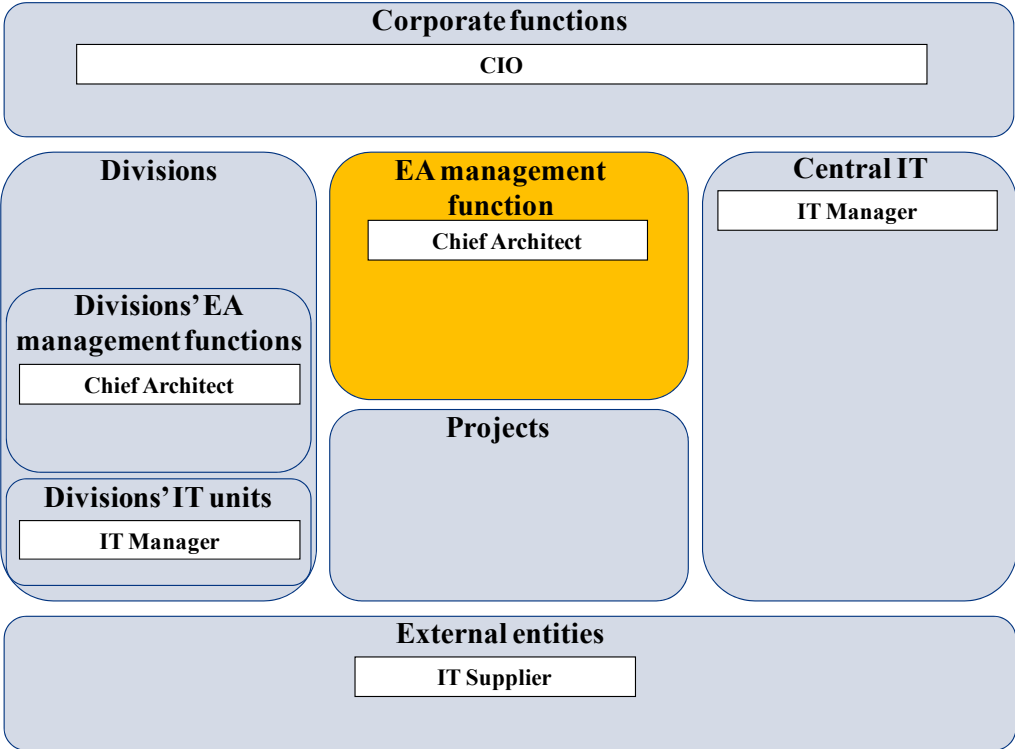 Corporate functions
CIO
Divisions
EA management
function
Chief Architect
Central IT
IT Manager
Divisions’ EA
management functions
Chief Architect
Divisions’ IT units
IT Manager
Projects
External entities
IT Supplier